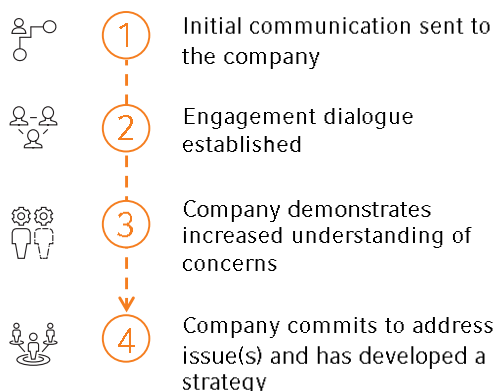 1
Initial communication sent to
the company
2
Engagement dialogue
established
3
Company demonstrates
increased understanding of
concerns
4
Company commits to address
issue(s) and has developed a
strategy